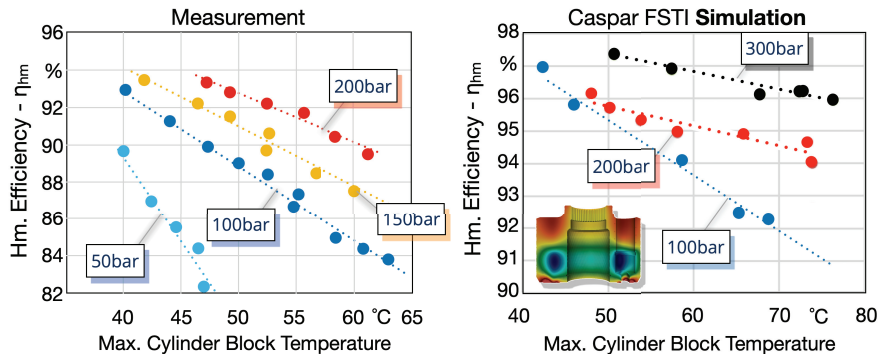 Measurement
96
%
92
90
88
86
84
82
Hm. Efficiency - ηhm
200bar
150bar
100bar
50bar
40 45 50 55 60 °C 65
Max. Cylinder Block Temperature
Caspar FSTI Simulation
98
%
96
95
94
93
92
91
90
Hm. Efficiency - ηhm
300bar
200bar
100bar
40 50 60 70 °C 80
Max. Cylinder Block Temperature